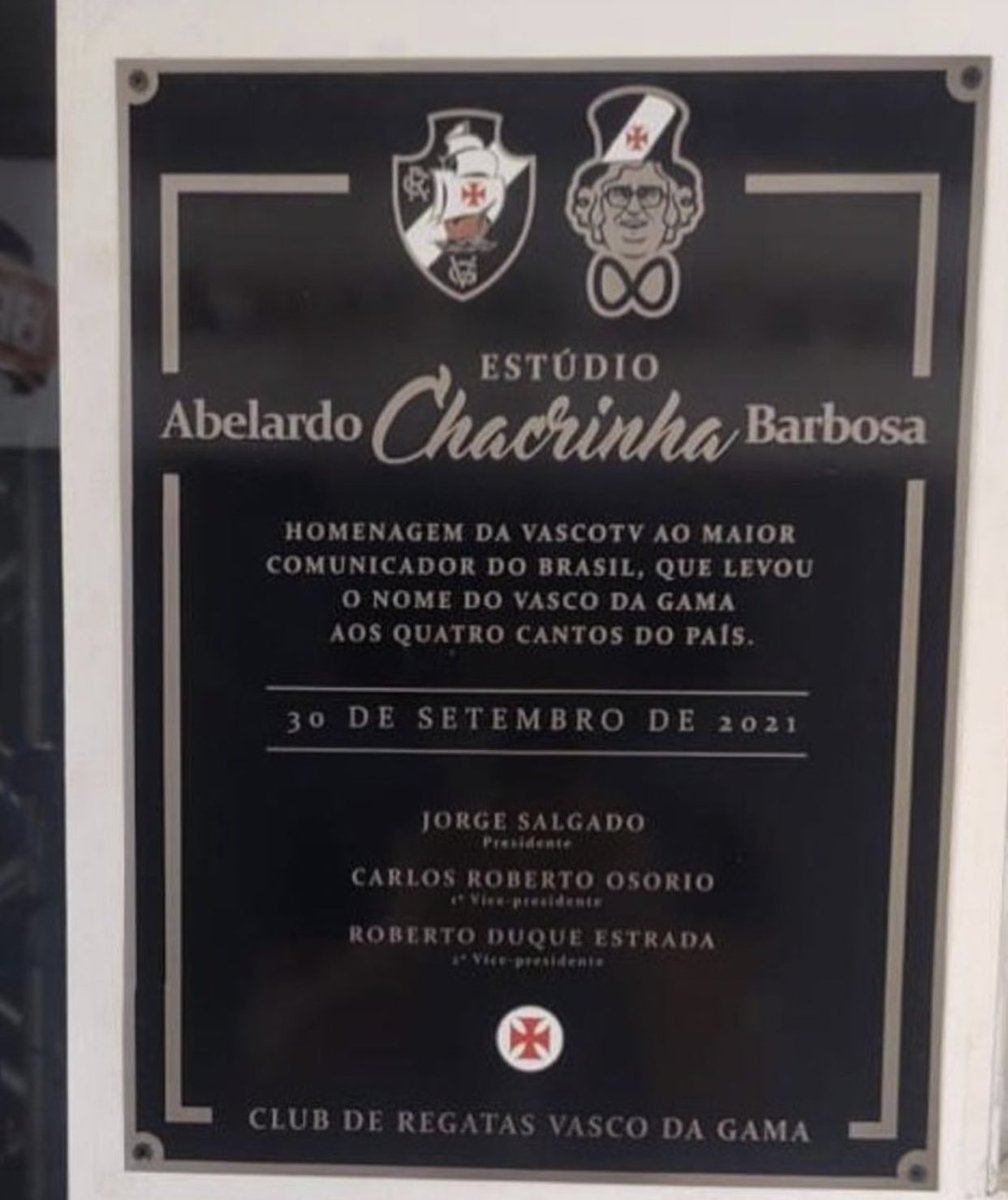 ESTÚDIO
Abelardo Chacrinha Barbosa
HOMENAGEM DA VASCOTV AO MAIOR
COMUNICADOR DO BRASIL, QUE LEVOU
O NOME DO VASCO DA GAMA
AOS QUATRO CANTOS DO PAÍS.
30 DE SETEMBRO DE 2021
JORGE SALGADO
Presidente
CARLOS ROBERTO OSORIO
1º Vice-presidente
ROBERTO DUQUE ESTRADA
2º Vice-presidente
CLUB DE REGATAS VASCO DA GAMA